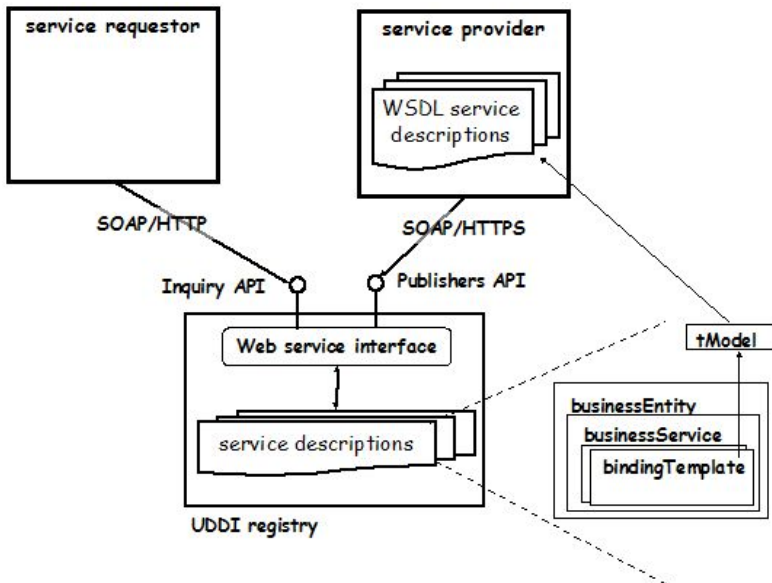 service requestor
service provider
WSDL service
descriptions
SOAP/HTTP
SOAP/HTTPS
Inquiry API
Publishers API
Web service interface
tModel
businessEntity
businessService
bindingTemplate
service descriptions
UDDI registry